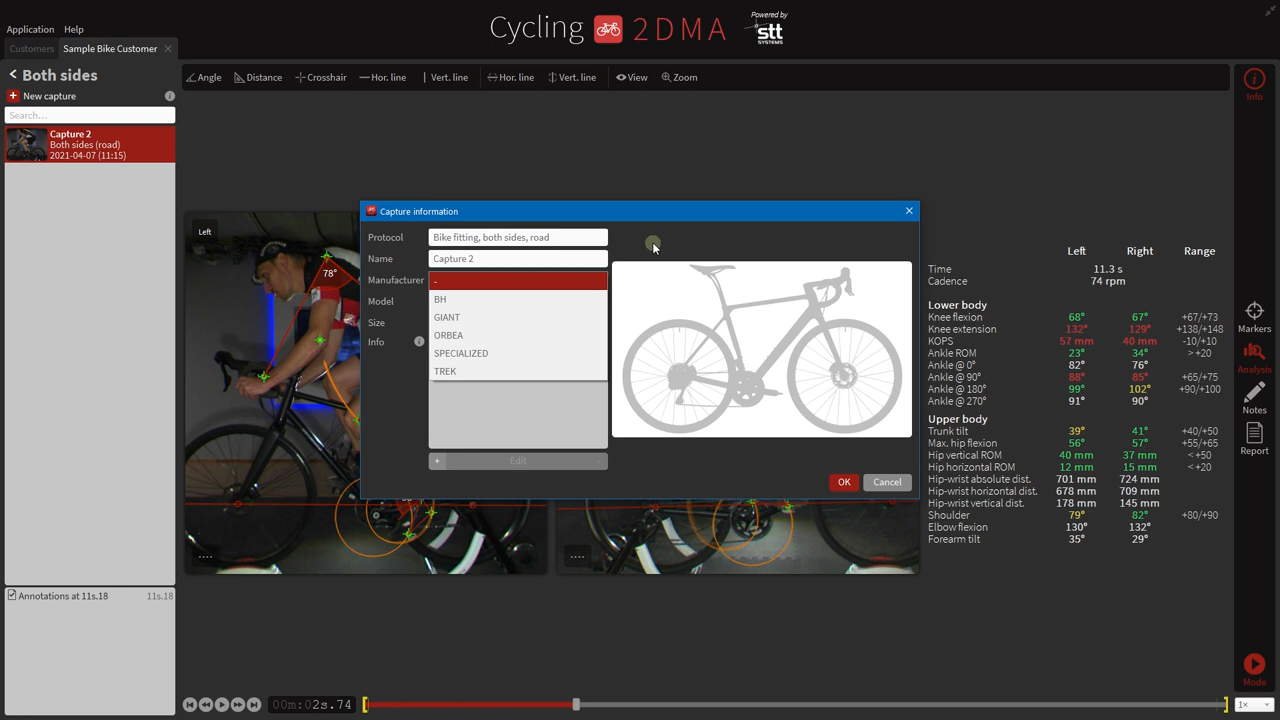 Cycling 2DMA
Powered by
stt
SYSTEMS
Application Help
Customers Sample Bike Customer
Both sides
New capture
Search...
Capture 2
Both sides (road)
2021-04-07 (11:15)
Angle Distance Crosshair Hor. line Vert. line Hor. line Vert. line View Zoom
Info
Left
78°
Capture information
Protocol Bike fitting, both sides, road
Name Capture 2
Manufacturer -
BH
Model
GIANT
Size
ORBEA
Info
SPECIALIZED
TREK
+ Edit -
OK Cancel
Left Right Range
Time 11.3 s
Cadence 74 rpm
Lower body
Knee flexion 68° 67° +67/+73
Knee extension 132° 129° +138/+148
KOPS 57 mm 40 mm -10/+10
Ankle ROM 23° 34° >+20
Ankle @ 0° 82° 76°
Ankle @ 90° 88° 85° +65/+75
Ankle @ 180° 99° 102° +90/+100
Ankle @ 270° 91° 90°
Upper body
Trunk tilt 39° 41° +40/+50
Max. hip flexion 56° 57° +55/+65
Hip vertical ROM 40 mm 37 mm <+50
Hip horizontal ROM 12 mm 15 mm <+20
Hip-wrist absolute dist. 701 mm 724 mm
Hip-wrist horizontal dist. 678 mm 709 mm
Hip-wrist vertical dist. 178 mm 145 mm
Shoulder 79° 82° +80/+90
Elbow flexion 130° 132°
Forearm tilt 35° 29°
Markers
Analysis
Notes
Report
Mode
----
----
Annotations at 11s.18 11s.18
00m:02s.74
1×